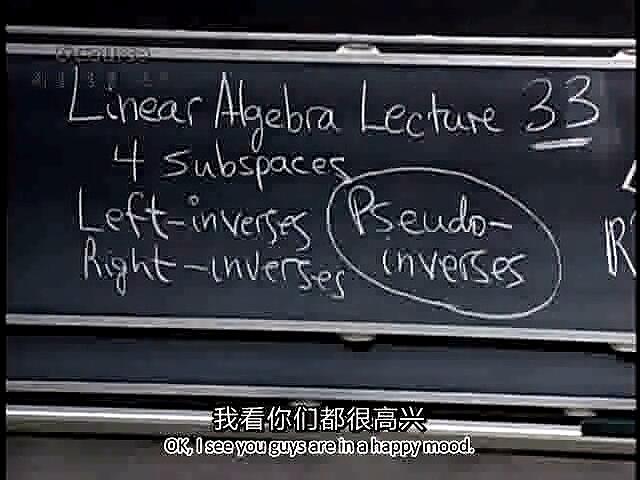 Linear Algebra Lecture 33
4 subspaces
Left-inverses
Right-inverses
Pseudo-
inverses
R
我看你们都很高兴
OK, I see you guys are in a happy mood.